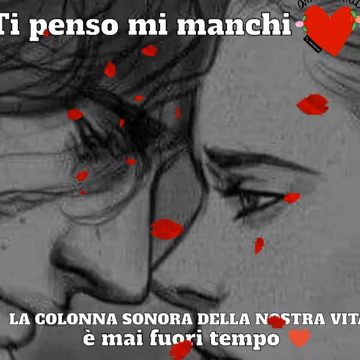 Ti penso mi manchi
LA COLONNA SONORA DELLA NOSTRA VITA
è mai fuori tempo